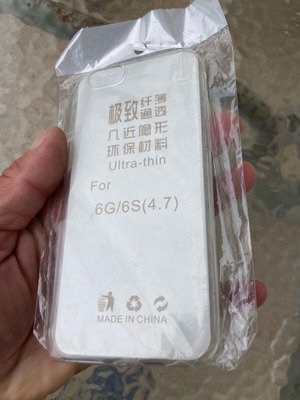 极致纤薄
通透
几近隐形
环保材料
Ultra-thin
For
6G/6S(4.7)
MADE IN CHINA